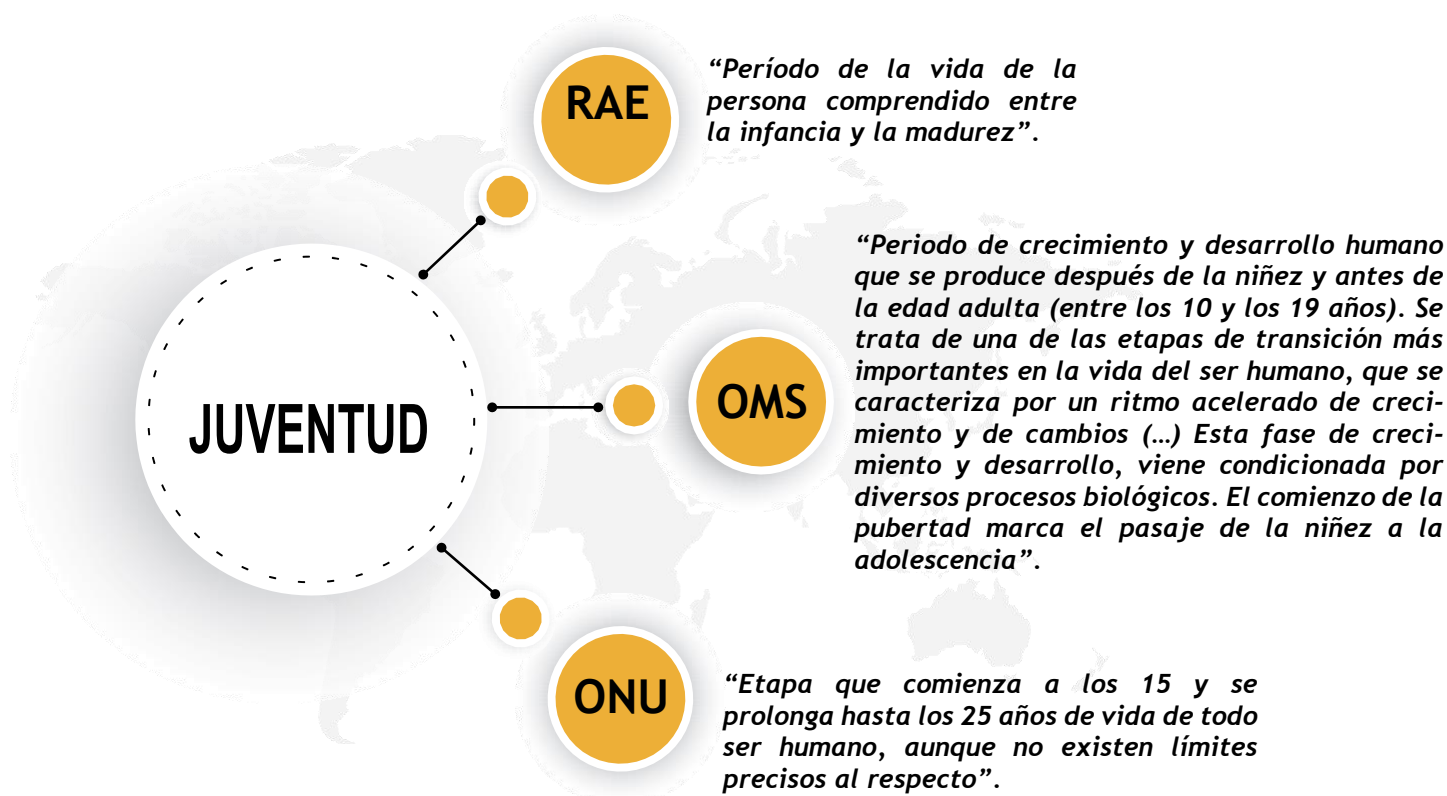 RAE
“Período de la vida de la
persona comprendido entre
la infancia y la madurez”.
JUVENTUD
OMS
“Periodo de crecimiento y desarrollo humano
que se produce después de la niñez y antes de
la edad adulta (entre los 10 y los 19 años). Se
trata de una de las etapas de transición más
importantes en la vida del ser humano, que se
caracteriza por un ritmo acelerado de creci-
miento y de cambios (…) Esta fase de creci-
miento y desarrollo, viene condicionada por
diversos procesos biológicos. El comienzo de la
pubertad marca el pasaje de la niñez a la
adolescencia”.
ONU
“Etapa que comienza a los 15 y se
prolonga hasta los 25 años de vida de todo
ser humano, aunque no existen límites
precisos al respecto”.